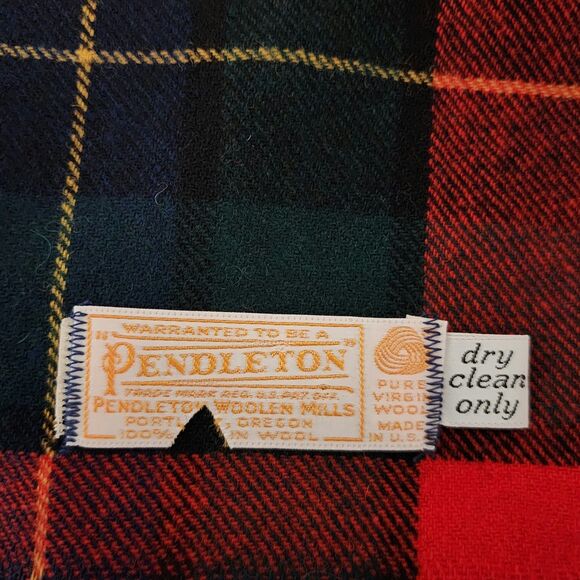 "WARRANTED TO BE A
PENDLETON"
TRADE MARK REG. U.S. PAT. OFF.
PENDLETON WOOLEN MILLS
OREGON
100% WOOL
PURE
VIRGIN
WOOL
MADE
IN U.S.A
dry
clean
only